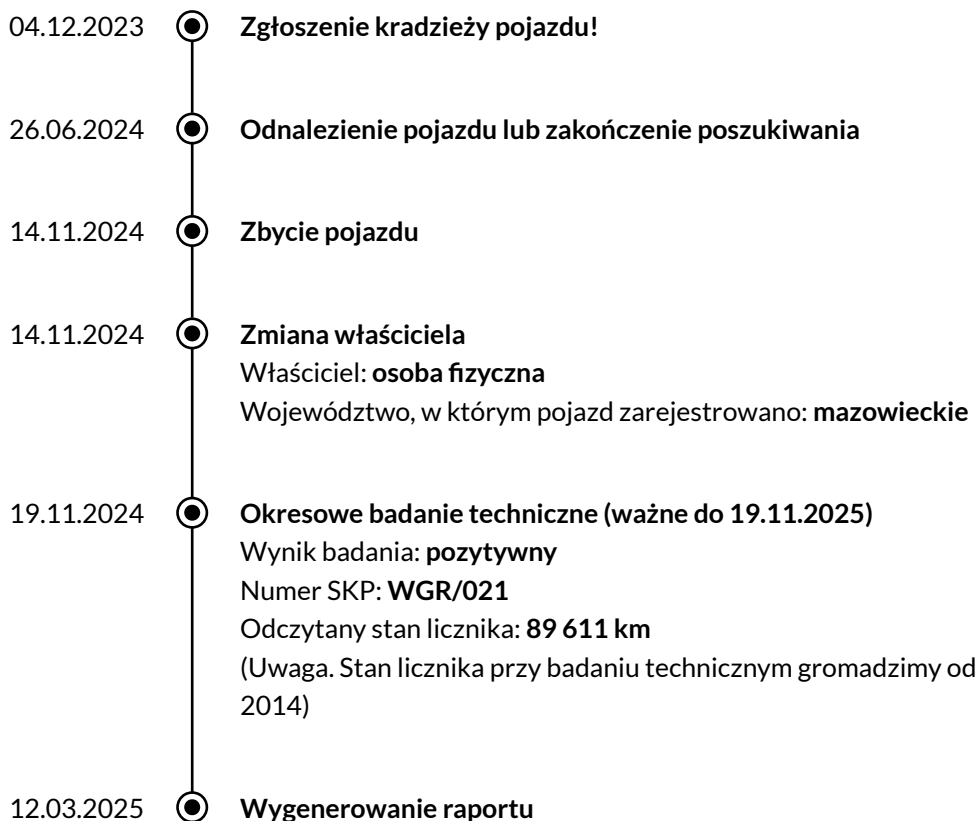 04.12.2023 Zgłoszenie kradzieży pojazdu!
26.06.2024 Odnalezienie pojazdu lub zakończenie poszukiwania
14.11.2024 Zbycie pojazdu
14.11.2024 Zmiana właściciela
Właściciel: osoba fizyczna
Województwo, w którym pojazd zarejestrowano: mazowieckie
19.11.2024 Okresowe badanie techniczne (ważne do 19.11.2025)
Wynik badania: pozytywny
Numer SKP: WGR/021
Odczytany stan licznika: 89 611 km
(Uwaga. Stan licznika przy badaniu technicznym gromadzimy od
2014)
12.03.2025 Wygenerowanie raportu